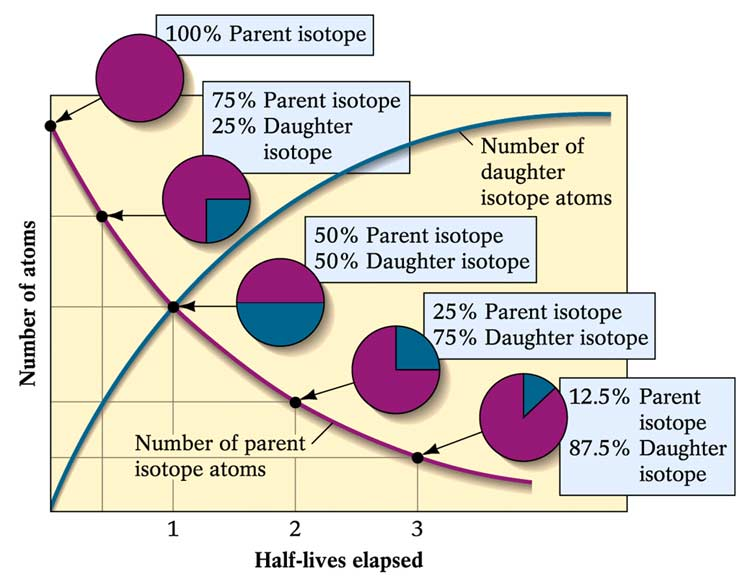 100% Parent isotope
75% Parent isotope
25% Daughter
isotope
Number of
daughter
isotope atoms
50% Parent isotope
50% Daughter isotope
25% Parent isotope
75% Daughter isotope
12.5% Parent
isotope
87.5% Daughter
isotope
Number of parent
isotope atoms
Number of atoms
1 2 3
Half-lives elapsed